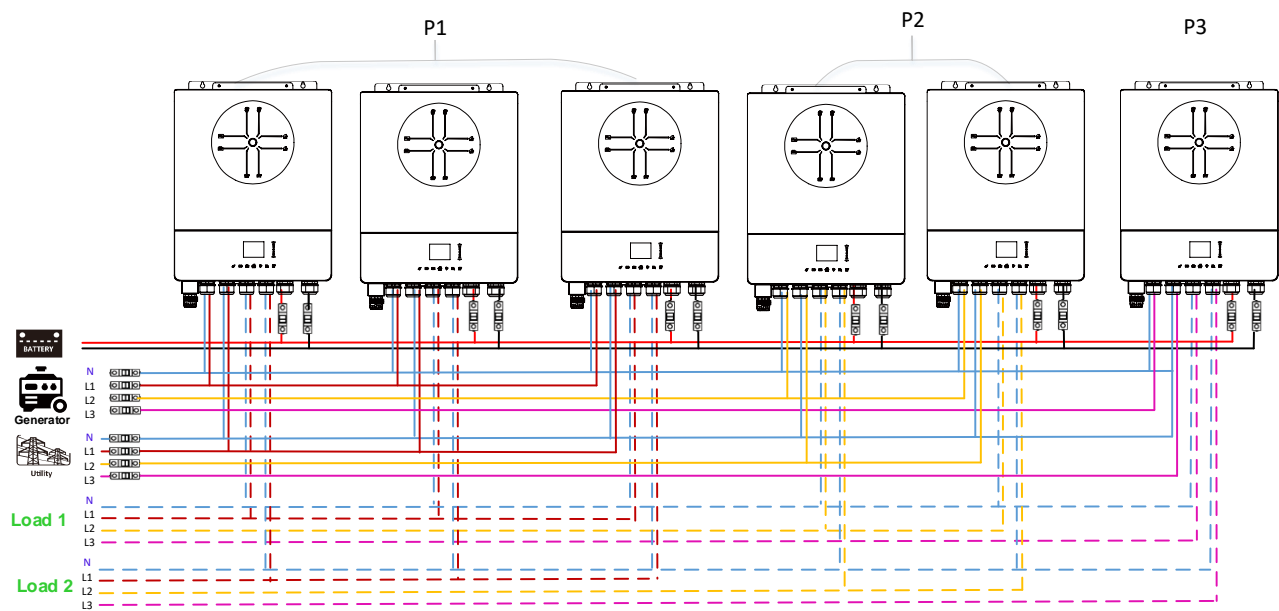 P1
P2
P3
BATTERY
Generator
N
L1
L2
L3
Utility
N
L1
L2
L3
Load 1
N
L1
L2
L3
Load 2
N
L1
L2
L3